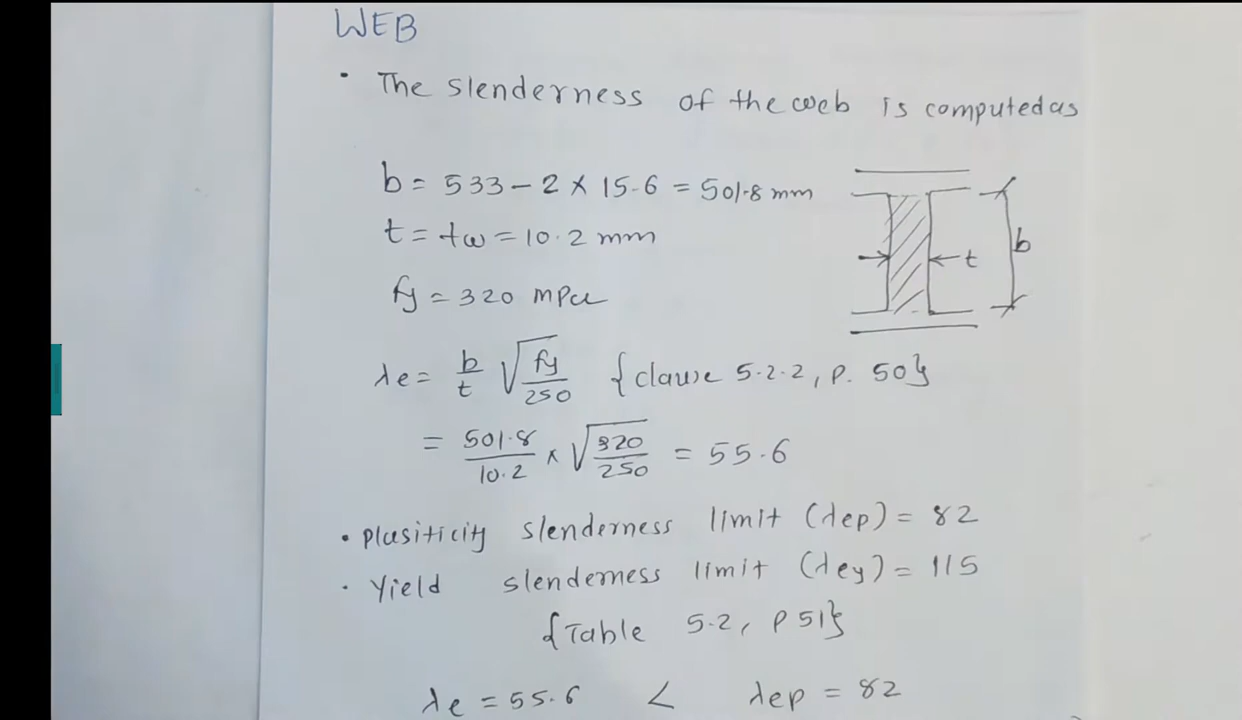 WEB
• The slenderness of the web is computed as
b = 533 - 2 × 15.6 = 501.8 mm
t = tw = 10.2 mm
b
t
fy = 320 mPa
λe = b/t √(fy/250) {clause 5.2.2, P. 50}
= 501.8/10.2 × √(320/250) = 55.6
• Plasiticity slenderness limit (λep) = 82
• Yield slenderness limit (λey) = 115
{Table 5.2, P 51}
λe = 55.6 < λep = 82